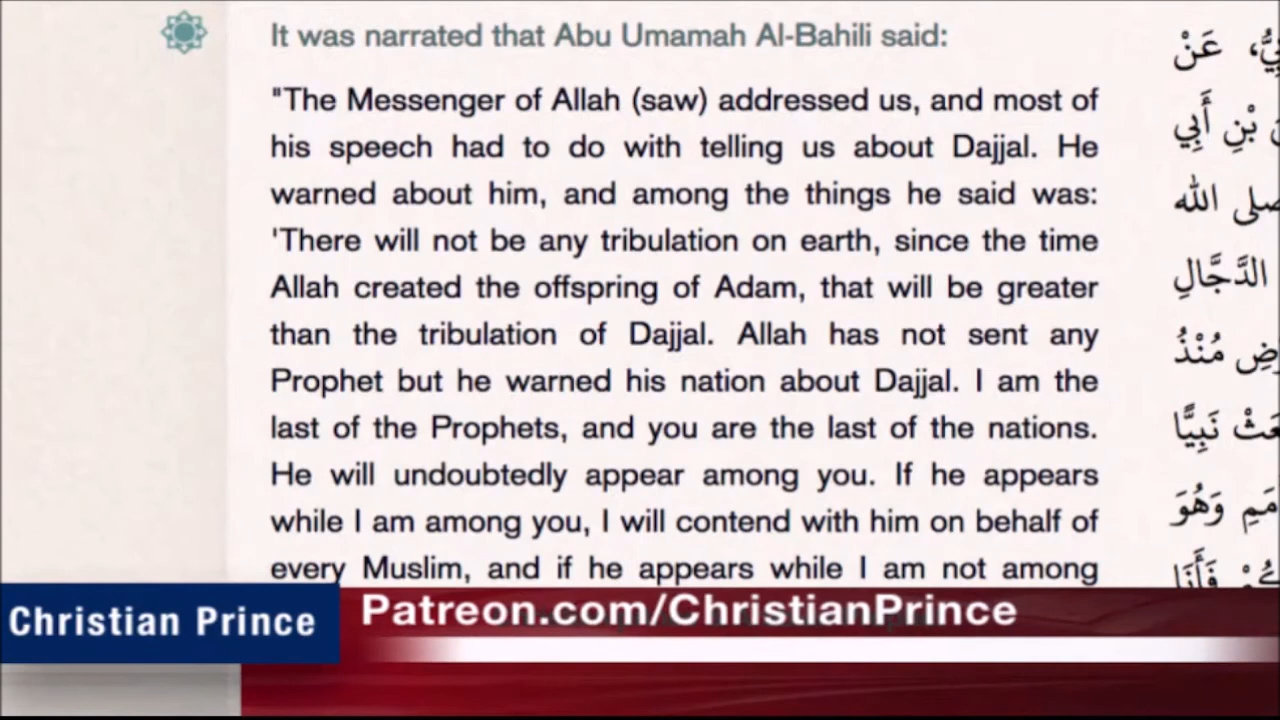 It was narrated that Abu Umamah Al-Bahili said:
"The Messenger of Allah (saw) addressed us, and most of
his speech had to do with telling us about Dajjal. He
warned about him, and among the things he said was:
'There will not be any tribulation on earth, since the time
Allah created the offspring of Adam, that will be greater
than the tribulation of Dajjal. Allah has not sent any
Prophet but he warned his nation about Dajjal. I am the
last of the Prophets, and you are the last of the nations.
He will undoubtedly appear among you. If he appears
while I am among you, I will contend with him on behalf of
every Muslim, and if he appears while I am not among
عَنْ
بْنِ أَبِي
صلى الله
الدَّجَّالِ
مُنْذُ
نَبِيًّا
وَهُوَ
فَأَنَا
Christian Prince
Patreon.com/ChristianPrince